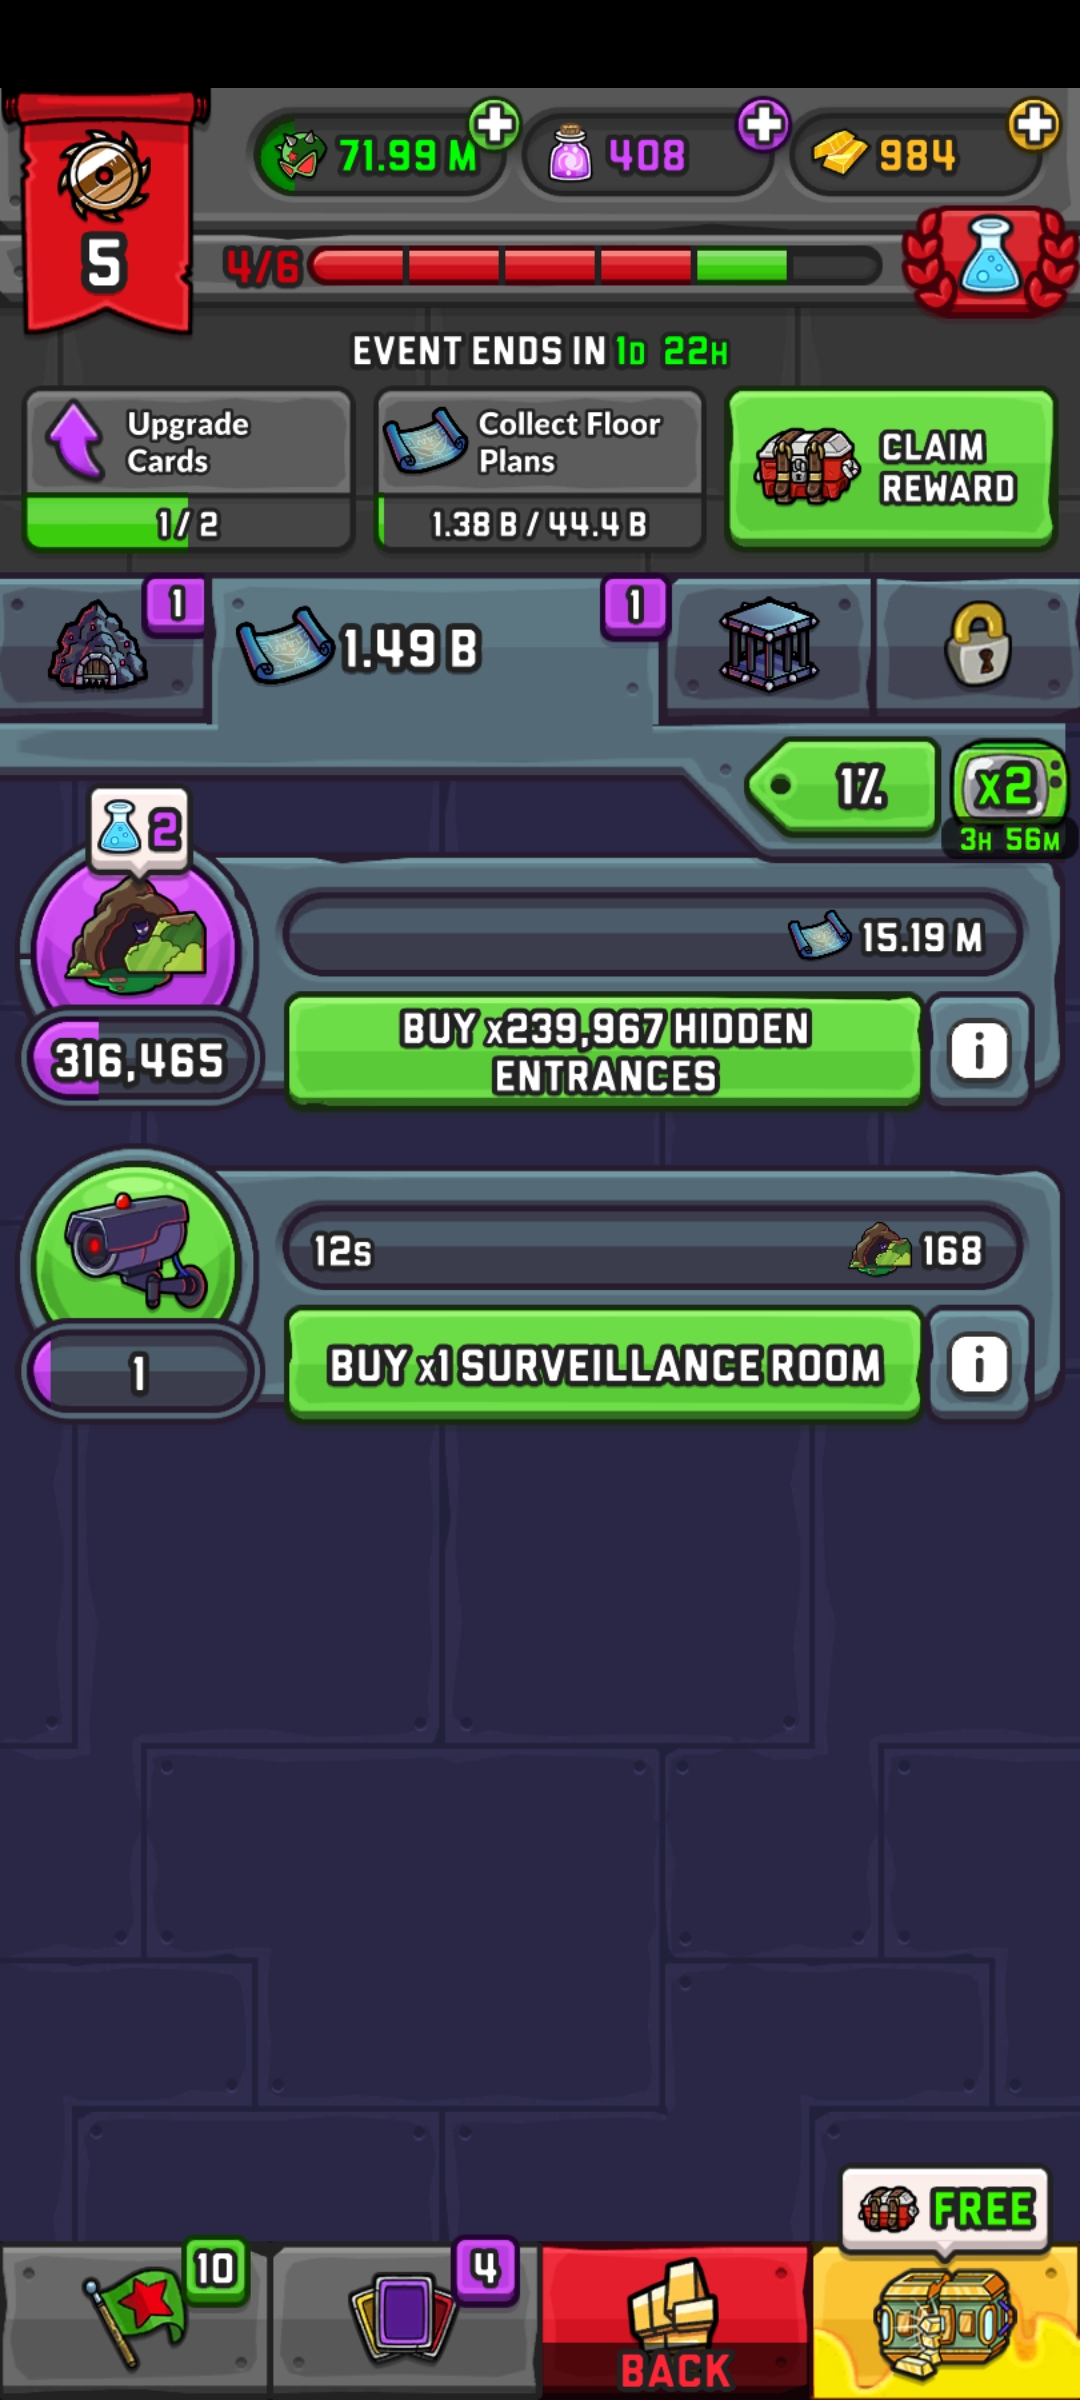 71.99 M
408
984
5
4/6
EVENT ENDS IN 1D 22H
Upgrade
Cards
1/2
Collect Floor
Plans
1.38 B / 44.4 B
CLAIM
REWARD
1
1.49 B
1
1%
x2
3H 56M
2
15.19 M
316,465
BUY x239,967 HIDDEN
ENTRANCES
i
12s
168
1
BUY x1 SURVEILLANCE ROOM
i
FREE
10
4
BACK